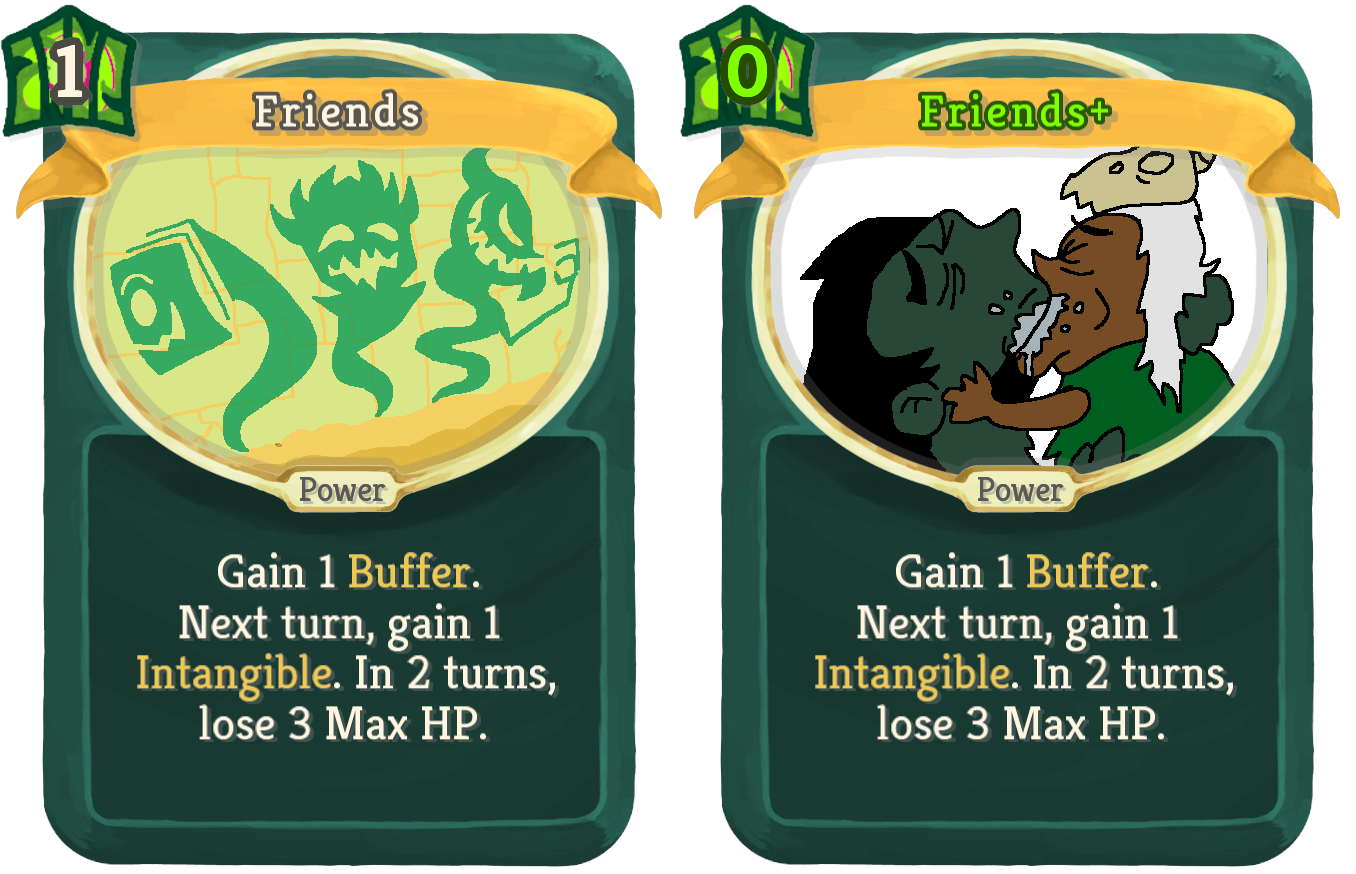 1
Friends
Power
Gain 1 Buffer.
Next turn, gain 1
Intangible. In 2 turns,
lose 3 Max HP.
0
Friends+
Power
Gain 1 Buffer.
Next turn, gain 1
Intangible. In 2 turns,
lose 3 Max HP.